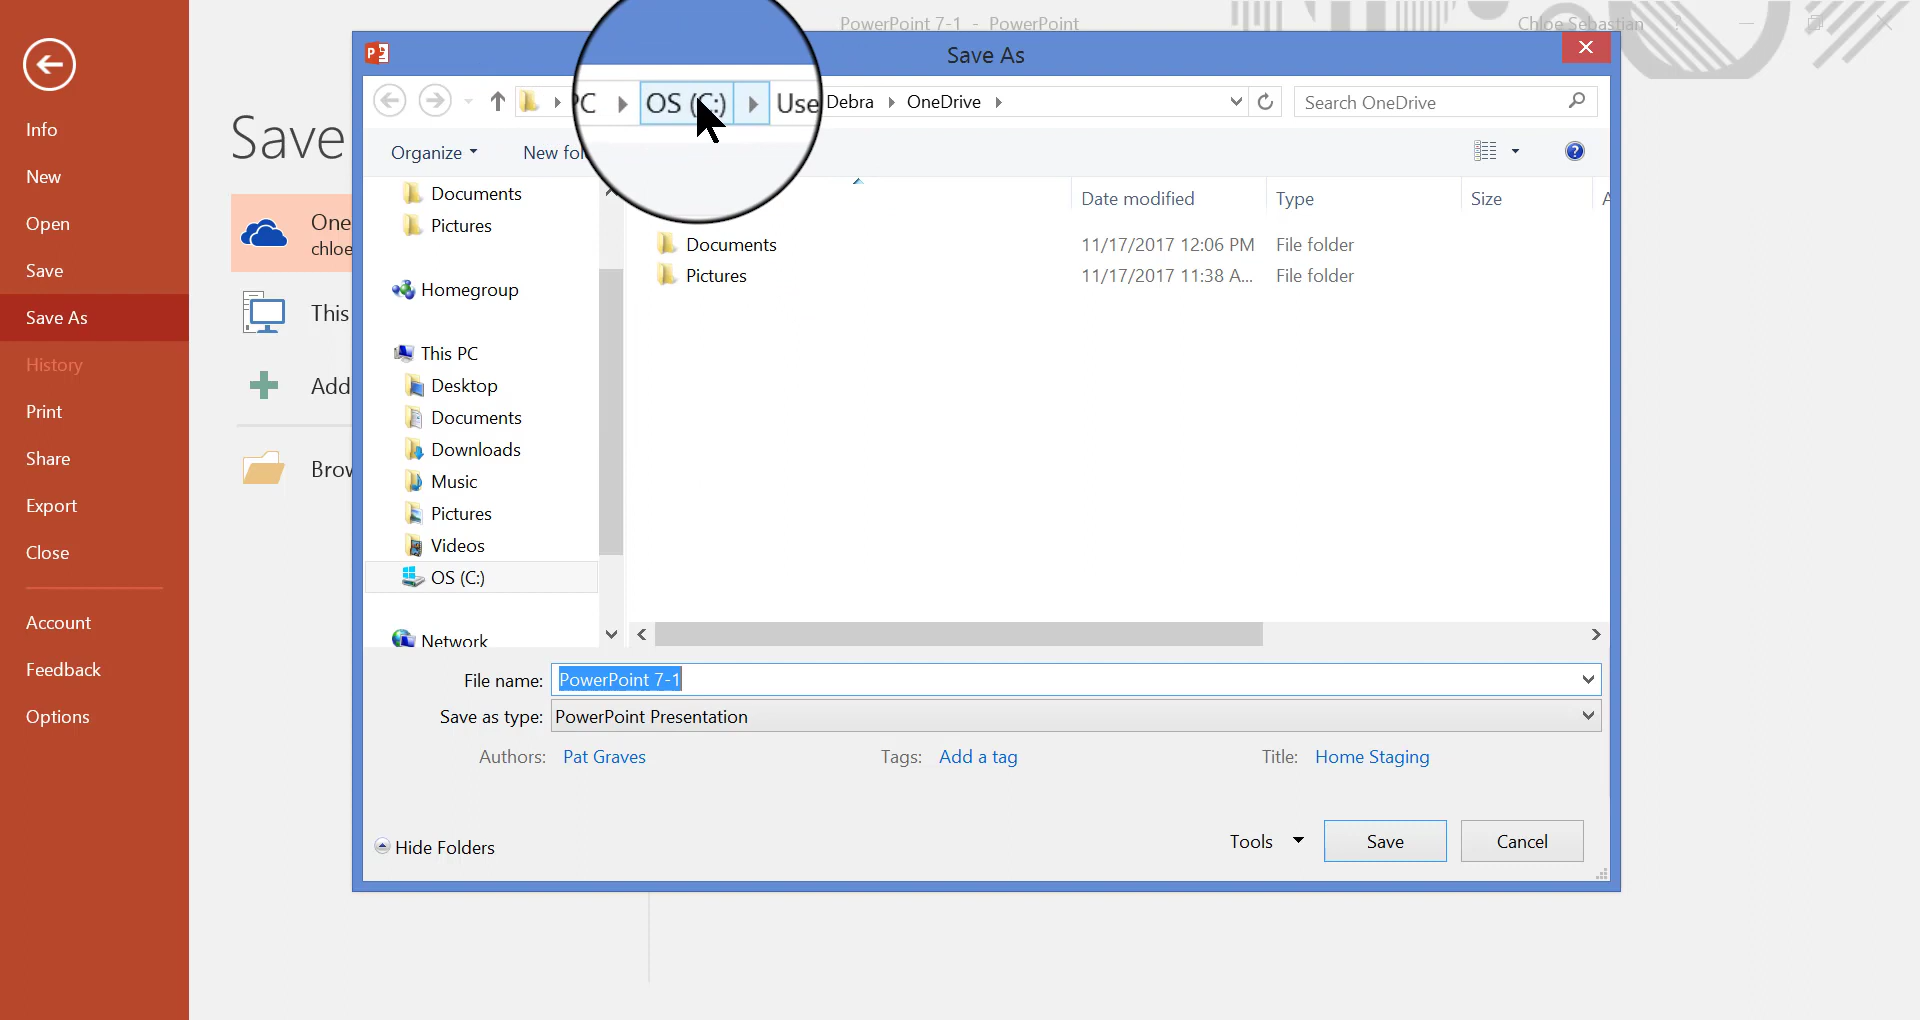 PowerPoint 7-1 - PowerPoint
Chloe Sebastian
Info
New
Open
Save
Save As
History
Print
Share
Export
Close
Account
Feedback
Options
Save
One
chloe
This
Add
Brow
Save As
PC OS (C:) Use Debra OneDrive
Search OneDrive
Organize
New fol
Documents
Pictures
Homegroup
This PC
Desktop
Documents
Downloads
Music
Pictures
Videos
OS (C:)
Network
Date modified Type Size A
Documents 11/17/2017 12:06 PM File folder
Pictures 11/17/2017 11:38 A... File folder
File name: PowerPoint 7-1
Save as type: PowerPoint Presentation
Authors: Pat Graves Tags: Add a tag Title: Home Staging
Hide Folders
Tools Save Cancel